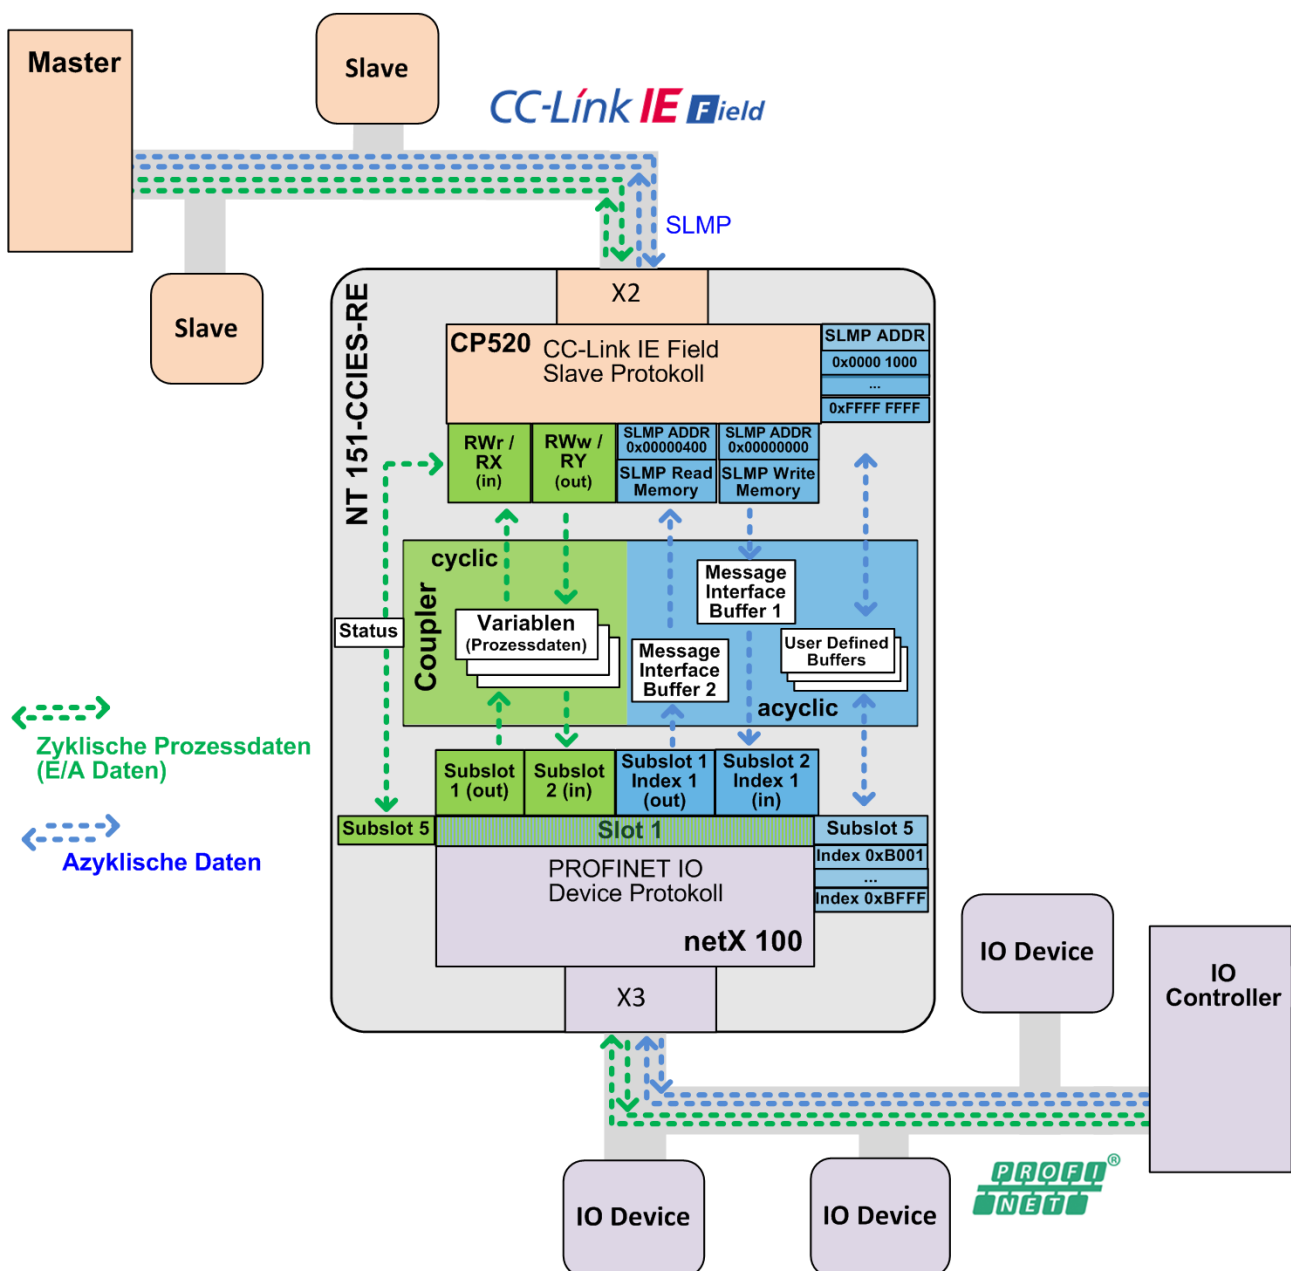 Master
Slave
CC-Link IE Field
SLMP
Slave
NT 151-CCIES-RE
X2
CP520
CC-Link IE Field
Slave Protokoll
SLMP ADDR
0x0000 1000
...
0xFFFF FFFF
RWr /
RX
(in)
RWw /
RY
(out)
SLMP ADDR
0x00000400
SLMP Read
Memory
SLMP ADDR
0x00000000
SLMP Write
Memory
cyclic
Coupler
Status
Variablen
(Prozessdaten)
Message
Interface
Buffer 1
Message
Interface
Buffer 2
User Defined
Buffers
acyclic
Zyklische Prozessdaten
(E/A Daten)
Azyklische Daten
Subslot
1 (out)
Subslot
2 (in)
Subslot 1
Index 1
(out)
Subslot 2
Index 1
(in)
Subslot 5
Slot 1
Subslot 5
Index 0xB001
...
Index 0xBFFF
PROFINET IO
Device Protokoll
netX 100
X3
IO Device
IO
Controller
IO Device
IO Device
PROFI
NET
®